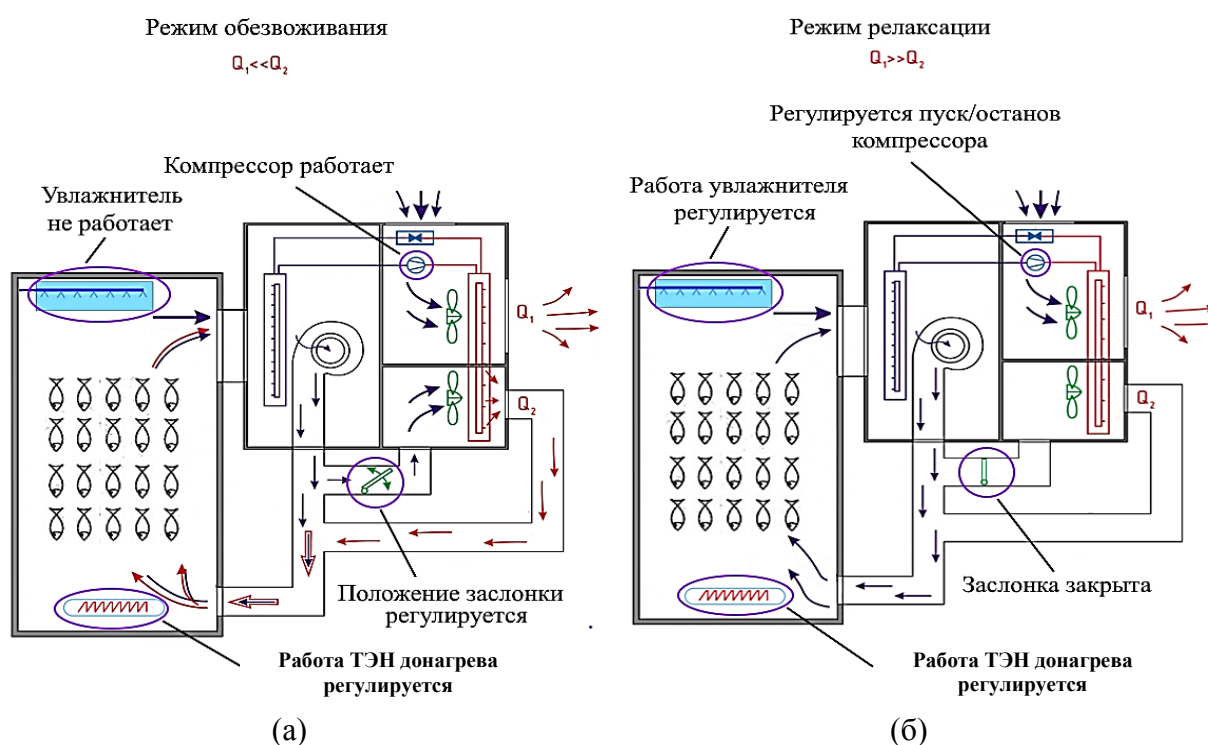 Режим обезвоживания
Q₁<<Q₂
Компрессор работает
Увлажнитель
не работает
Q₁
Q₂
Положение заслонки
регулируется
Работа ТЭН донагрева
регулируется
(а)
Режим релаксации
Q₁>>Q₂
Регулируется пуск/останов
компрессора
Работа увлажнителя
регулируется
Q₁
Q₂
Заслонка закрыта
Работа ТЭН донагрева
регулируется
(б)